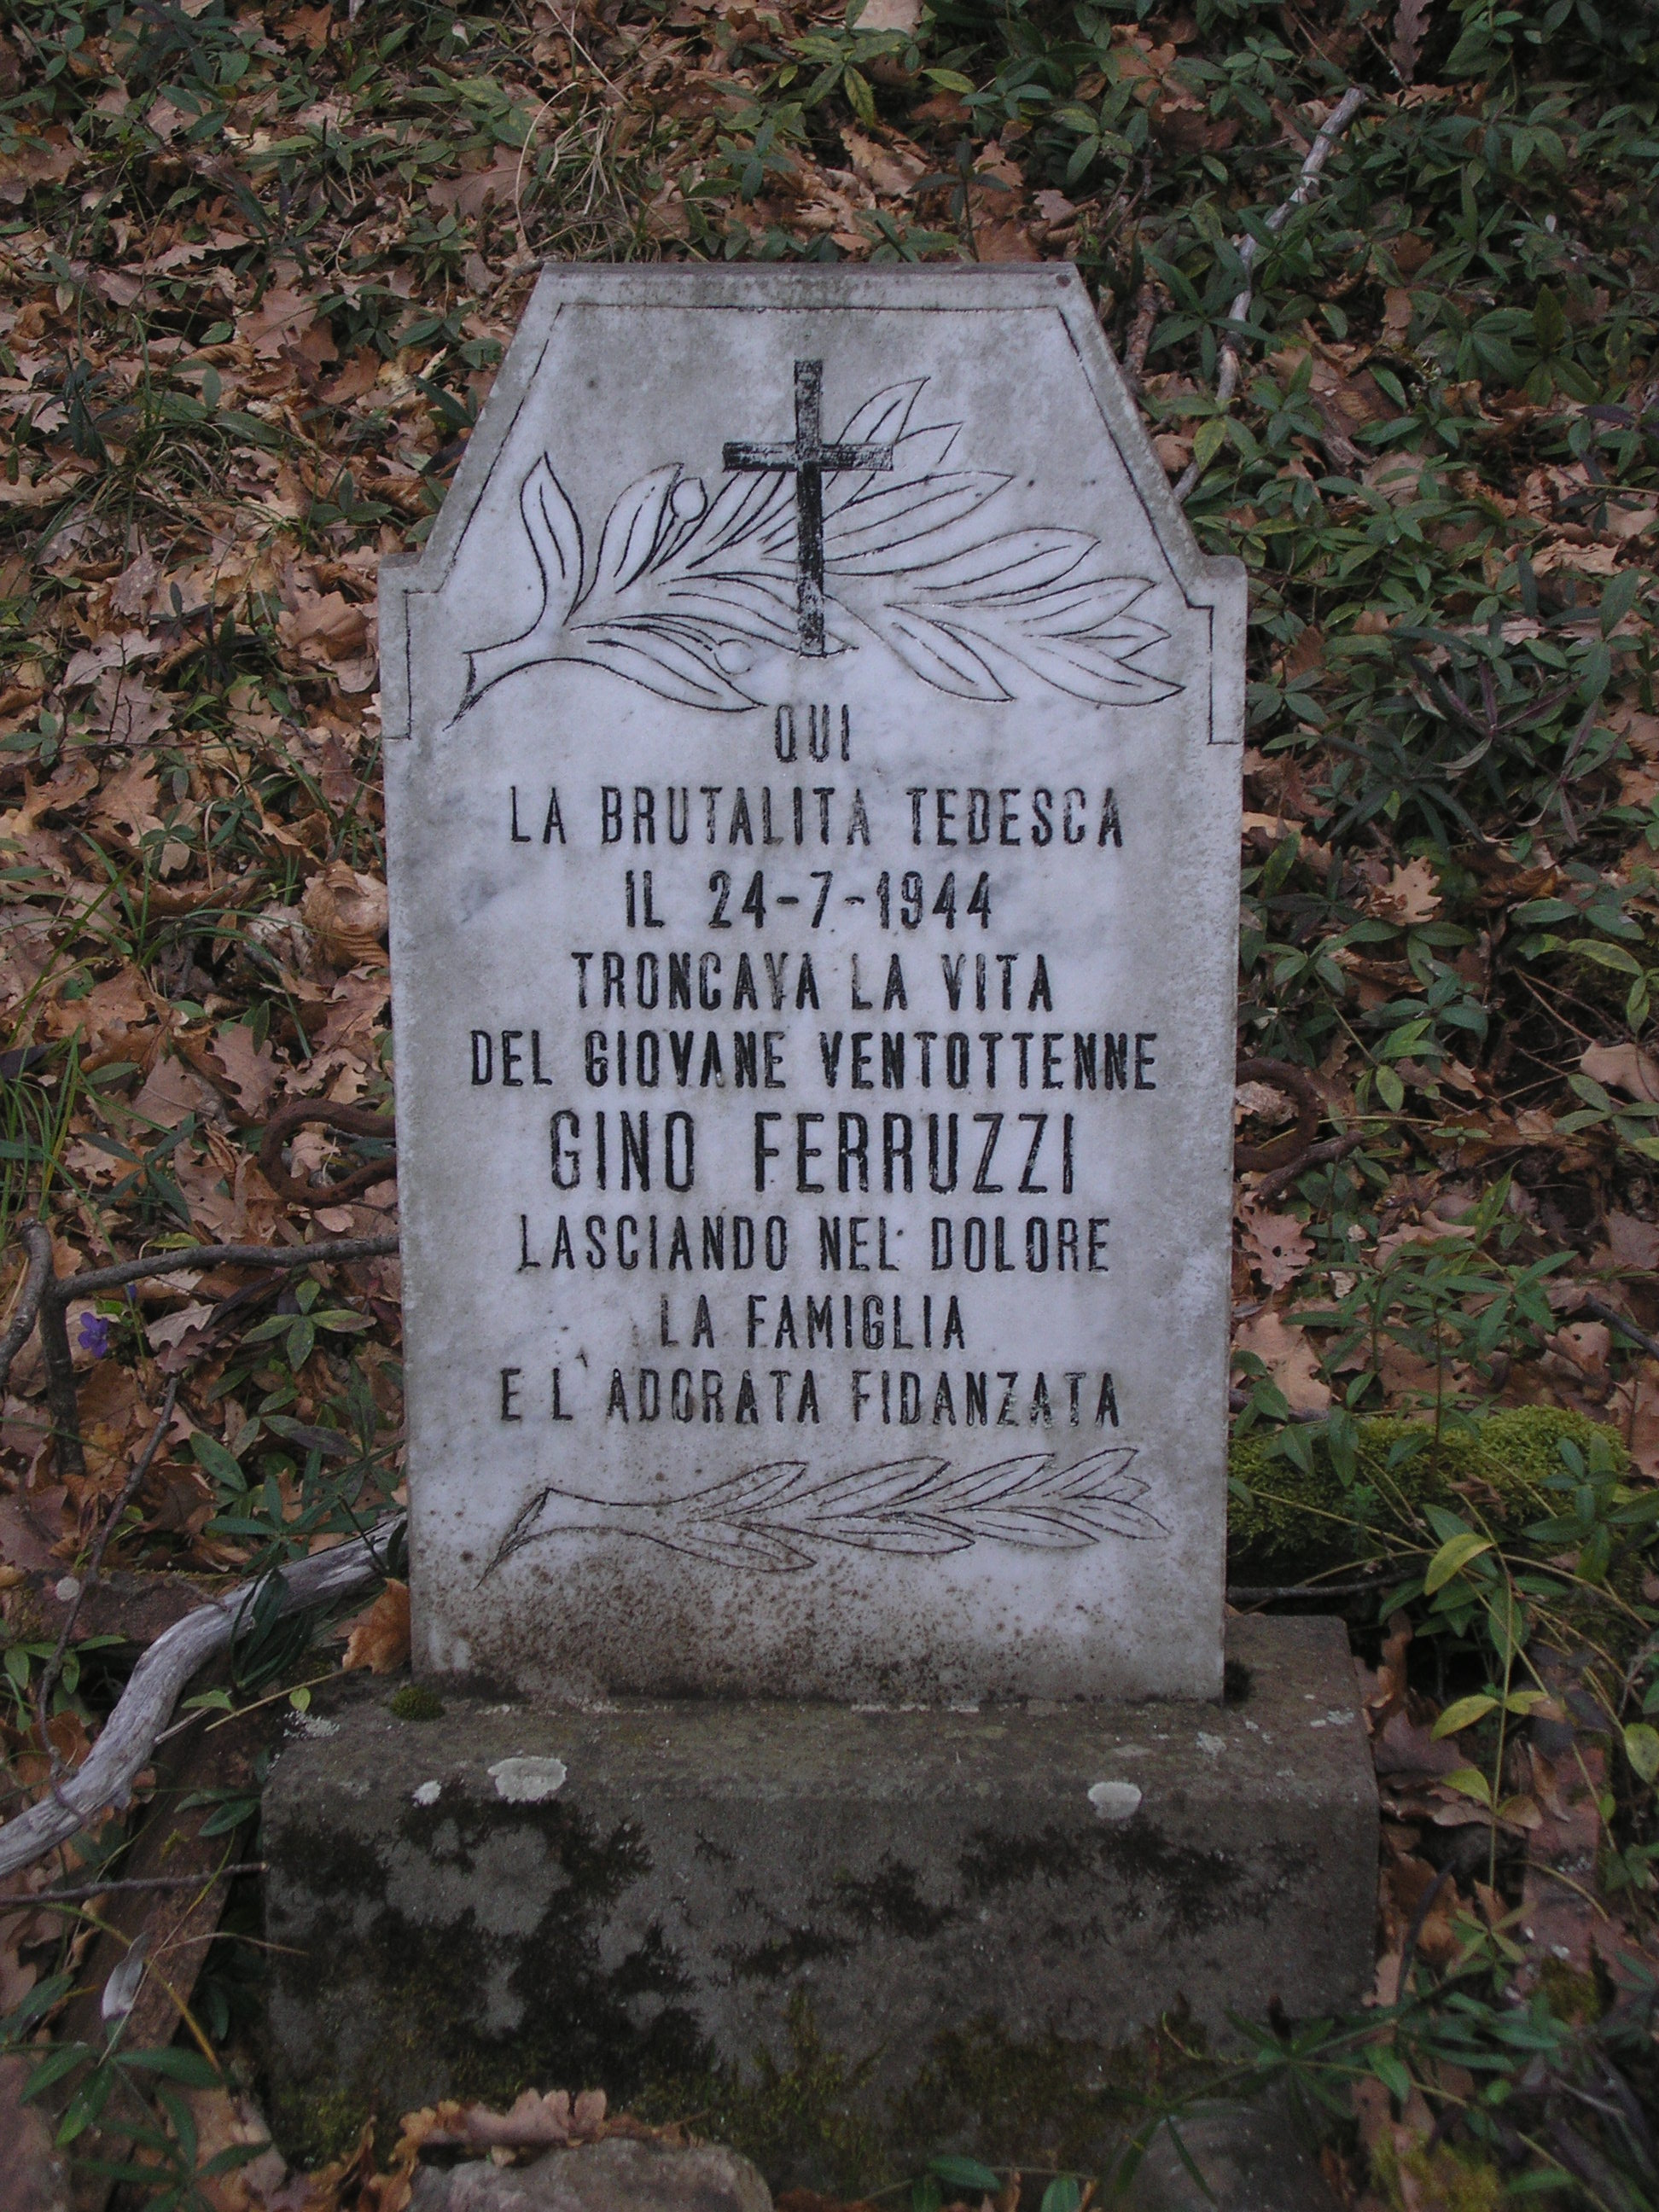 QUI
LA BRUTALITA TEDESCA
IL 24-7-1944
TRONCAVA LA VITA
DEL GIOVANE VENTOTTENNE
GINO FERRUZZI
LASCIANDO NEL DOLORE
LA FAMIGLIA
E L'ADORATA FIDANZATA